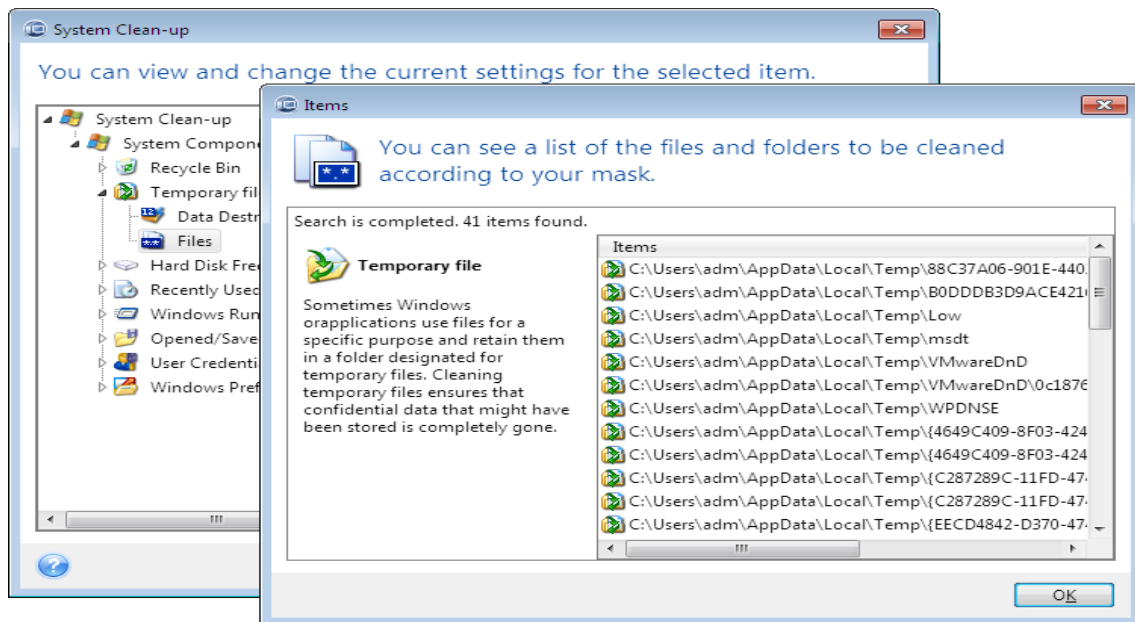 System Clean-up
You can view and change the current settings for the selected item.
System Clean-up
System Compon
Recycle Bin
Temporary fil
Data Destr
Files
Hard Disk Fre
Recently Used
Windows Run
Opened/Save
User Credenti
Windows Pref
Items
You can see a list of the files and folders to be cleaned
according to your mask.
Search is completed. 41 items found.
Temporary file
Sometimes Windows
orapplications use files for a
specific purpose and retain them
in a folder designated for
temporary files. Cleaning
temporary files ensures that
confidential data that might have
been stored is completely gone.
Items
C:\Users\adm\AppData\Local\Temp\88C37A06-901E-440
C:\Users\adm\AppData\Local\Temp\B0DDDB3D9ACE421
C:\Users\adm\AppData\Local\Temp\Low
C:\Users\adm\AppData\Local\Temp\msdt
C:\Users\adm\AppData\Local\Temp\VMwareDnD
C:\Users\adm\AppData\Local\Temp\VMwareDnD\0c1876
C:\Users\adm\AppData\Local\Temp\WPDNSE
C:\Users\adm\AppData\Local\Temp\{4649C409-8F03-424
C:\Users\adm\AppData\Local\Temp\{4649C409-8F03-424
C:\Users\adm\AppData\Local\Temp\{C287289C-11FD-47
C:\Users\adm\AppData\Local\Temp\{C287289C-11FD-47
C:\Users\adm\AppData\Local\Temp\{EECD4842-D370-47
OK